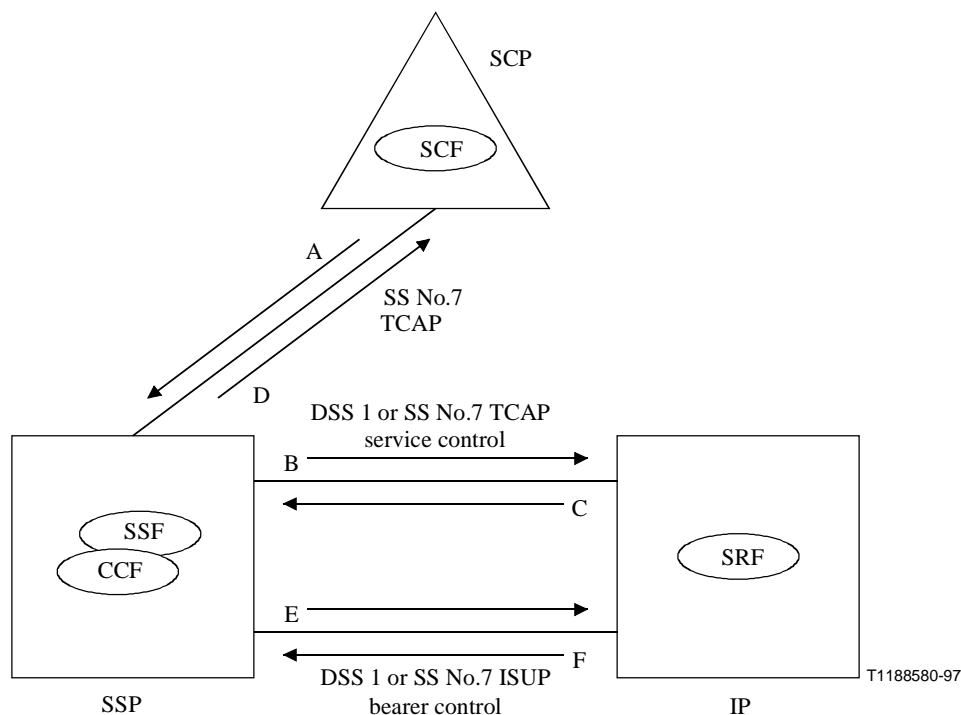 SCP
SCF
A
SS No.7
TCAP
D
DSS 1 or SS No.7 TCAP
service control
B
C
SSF
CCF
SRF
E
F
DSS 1 or SS No.7 ISUP
bearer control
T1188580-97
SSP
IP